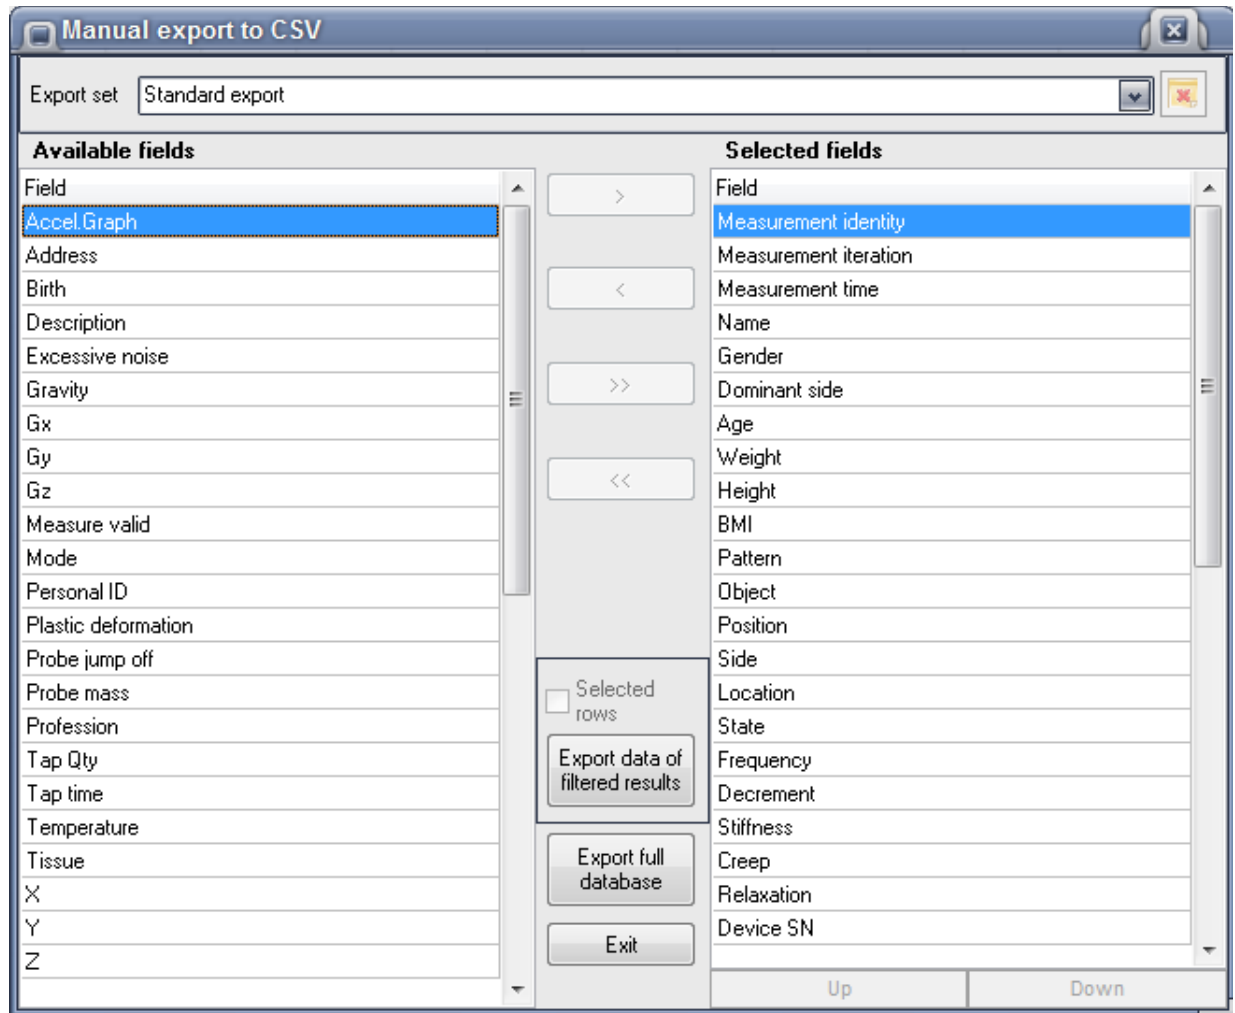 Manual export to CSV
Export set
Standard export
Available fields
Field
Accel.Graph
Address
Birth
Description
Excessive noise
Gravity
Gx
Gy
Gz
Measure valid
Mode
Personal ID
Plastic deformation
Probe jump off
Probe mass
Profession
Tap Qty
Tap time
Temperature
Tissue
X
Y
Z
>
<
>>
<<
Selected
rows
Export data of
filtered results
Export full
database
Exit
Selected fields
Field
Measurement identity
Measurement iteration
Measurement time
Name
Gender
Dominant side
Age
Weight
Height
BMI
Pattern
Object
Position
Side
Location
State
Frequency
Decrement
Stiffness
Creep
Relaxation
Device SN
Up
Down